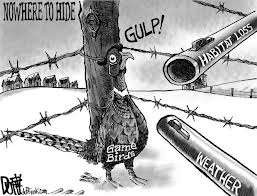 NOWHERE TO HIDE
GULP!
HABITAT LOSS
Game
Birds
WEATHER